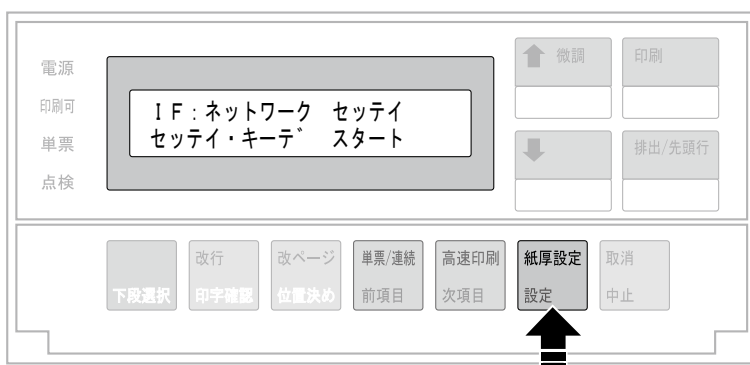 電源
印刷可
単票
点検
IF:ネットワーク セッテイ
セッテイ・キーデ゛ スタート
微調
印刷
排出/先頭行
下段選択
改行
印字確認
改ページ
位置決め
単票/連続
前項目
高速印刷
次項目
紙厚設定
設定
取消
中止